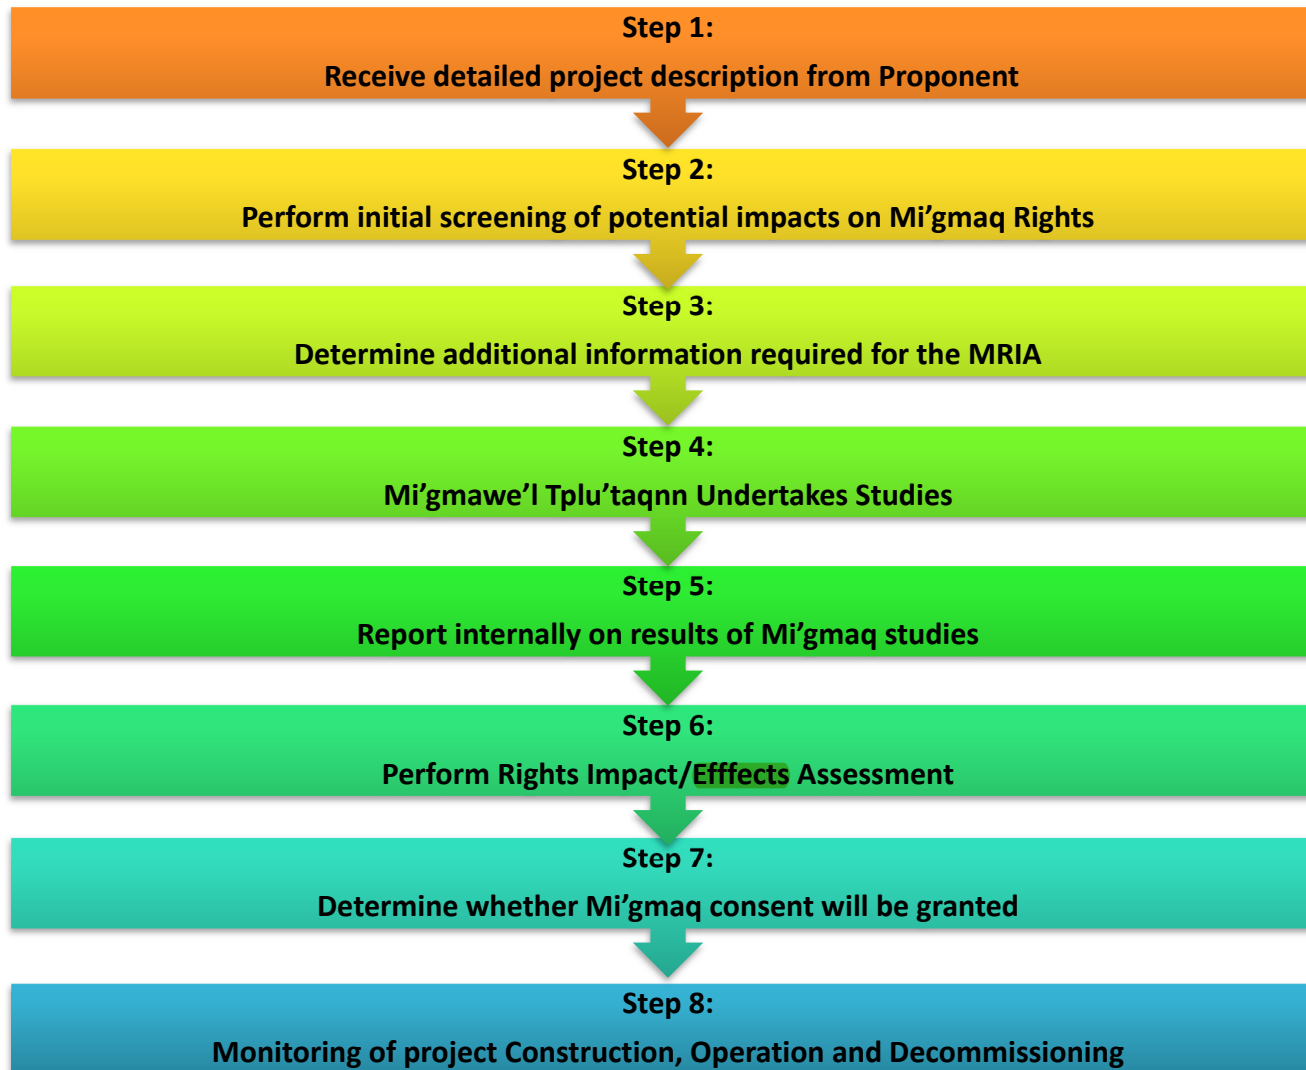 Step 1:
Receive detailed project description from Proponent
Step 2:
Perform initial screening of potential impacts on Mi’gmaq Rights
Step 3:
Determine additional information required for the MRIA
Step 4:
Mi’gmawe’l Tplu’taqnn Undertakes Studies
Step 5:
Report internally on results of Mi’gmaq studies
Step 6:
Perform Rights Impact/Efffects Assessment
Step 7:
Determine whether Mi’gmaq consent will be granted
Step 8:
Monitoring of project Construction, Operation and Decommissioning